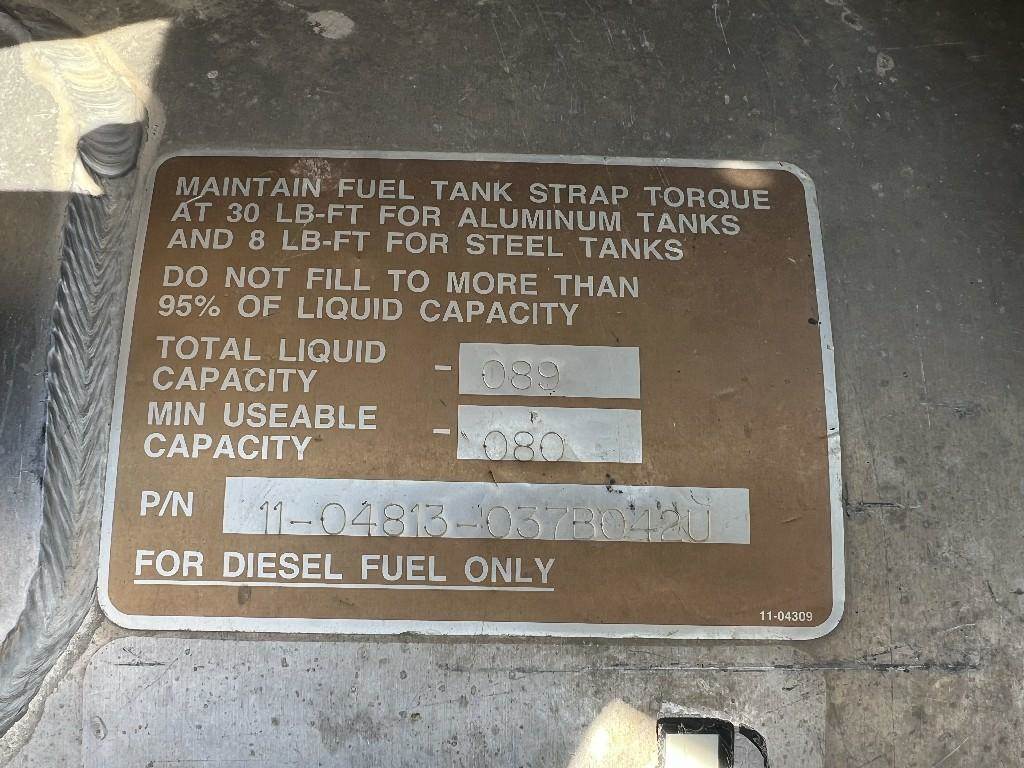 MAINTAIN FUEL TANK STRAP TORQUE
AT 30 LB-FT FOR ALUMINUM TANKS
AND 8 LB-FT FOR STEEL TANKS
DO NOT FILL TO MORE THAN
95% OF LIQUID CAPACITY
TOTAL LIQUID
CAPACITY - 089
MIN USEABLE
CAPACITY - 080
P/N 11-04813-037B042U
FOR DIESEL FUEL ONLY
11-04309